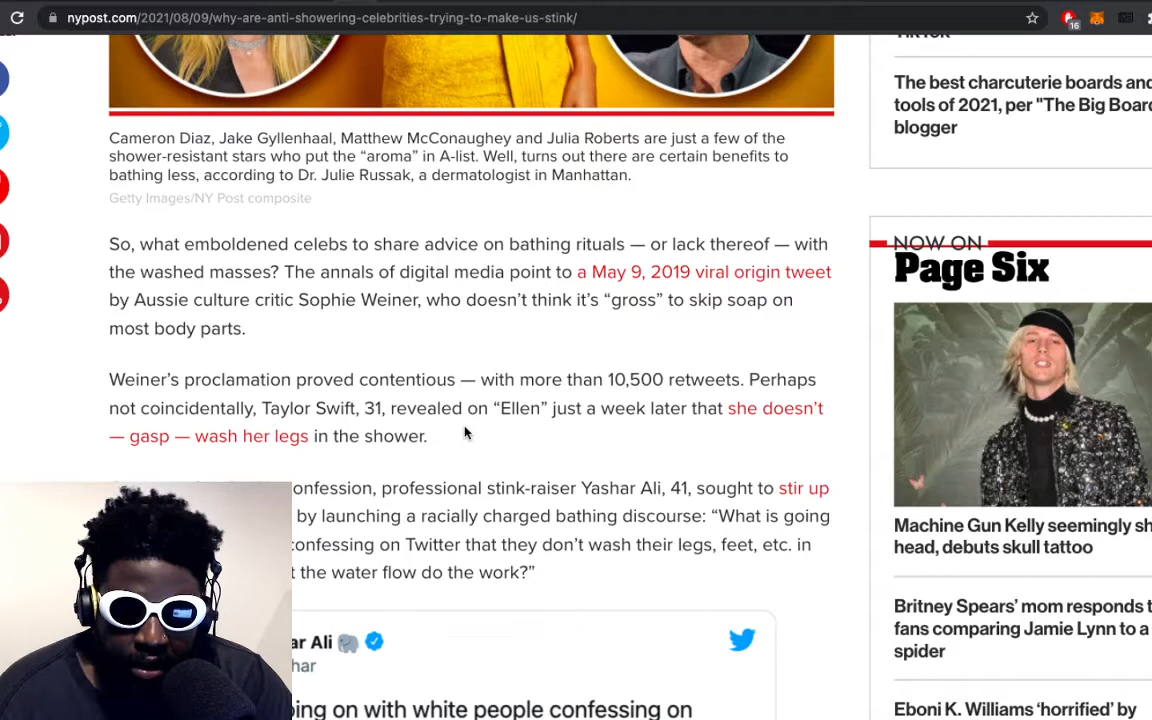 nypost.com/2021/08/09/why-are-anti-showering-celebrities-trying-to-make-us-stink/
16
The best charcuterie boards and
tools of 2021, per "The Big Board
blogger
Cameron Diaz, Jake Gyllenhaal, Matthew McConaughey and Julia Roberts are just a few of the
shower-resistant stars who put the “aroma” in A-list. Well, turns out there are certain benefits to
bathing less, according to Dr. Julie Russak, a dermatologist in Manhattan.
Getty Images/NY Post composite
So, what emboldened celebs to share advice on bathing rituals — or lack thereof — with
the washed masses? The annals of digital media point to a May 9, 2019 viral origin tweet
by Aussie culture critic Sophie Weiner, who doesn’t think it’s “gross” to skip soap on
most body parts.
Weiner’s proclamation proved contentious — with more than 10,500 retweets. Perhaps
not coincidentally, Taylor Swift, 31, revealed on “Ellen” just a week later that she doesn’t
— gasp — wash her legs in the shower.
onfession, professional stink-raiser Yashar Ali, 41, sought to stir up
by launching a racially charged bathing discourse: “What is going
confessing on Twitter that they don’t wash their legs, feet, etc. in
t the water flow do the work?”
ar Ali
har
oing on with white people confessing on
NOW ON
Page Six
Machine Gun Kelly seemingly sh
head, debuts skull tattoo
Britney Spears’ mom responds t
fans comparing Jamie Lynn to a
spider
Eboni K. Williams ‘horrified’ by